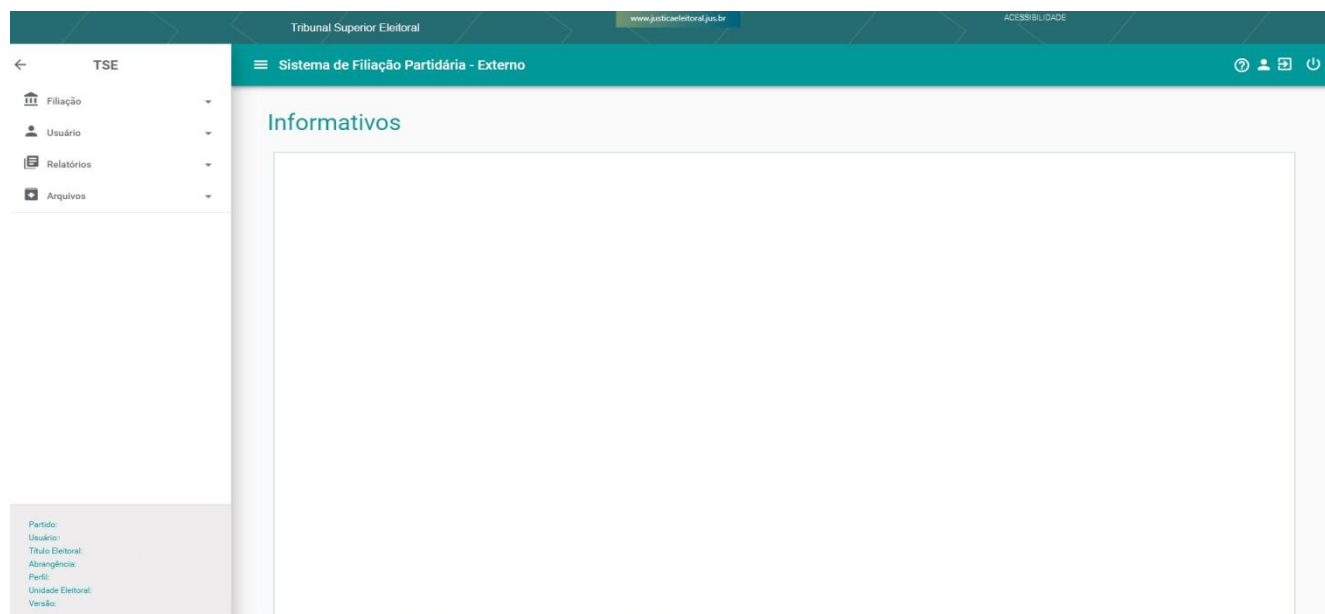 Tribunal Superior Eleitoral
www.justicaeleitoral.jus.br
ACESSIBILIDADE
TSE
Sistema de Filiação Partidária - Externo
Filiação
Usuário
Relatórios
Arquivos
Informativos
Partido:
Usuário:
Título Eleitoral:
Abrangência:
Perfil:
Unidade Eleitoral:
Versão: